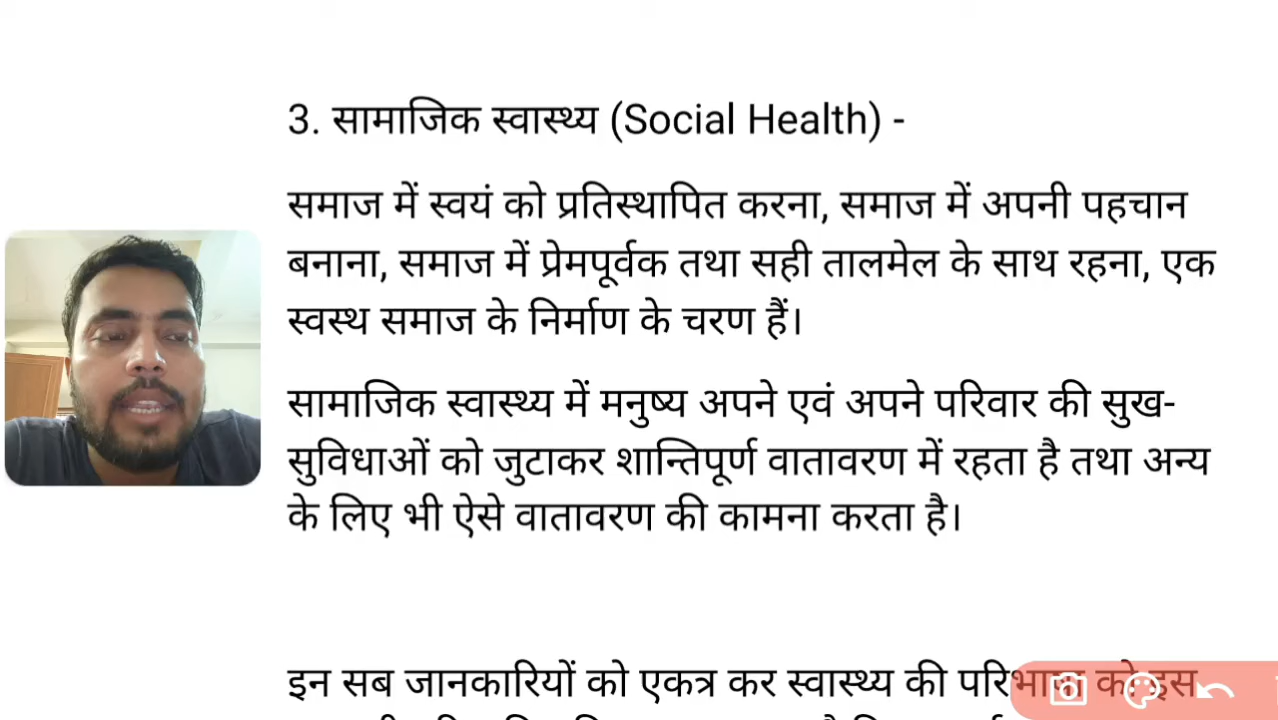 3. सामाजिक स्वास्थ्य (Social Health) -
समाज में स्वयं को प्रतिस्थापित करना, समाज में अपनी पहचान
बनाना, समाज में प्रेमपूर्वक तथा सही तालमेल के साथ रहना, एक
स्वस्थ समाज के निर्माण के चरण हैं।
सामाजिक स्वास्थ्य में मनुष्य अपने एवं अपने परिवार की सुख-
सुविधाओं को जुटाकर शान्तिपूर्ण वातावरण में रहता है तथा अन्य
के लिए भी ऐसे वातावरण की कामना करता है।
इन सब जानकारियों को एकत्र कर स्वास्थ्य की परिभाषा को इस